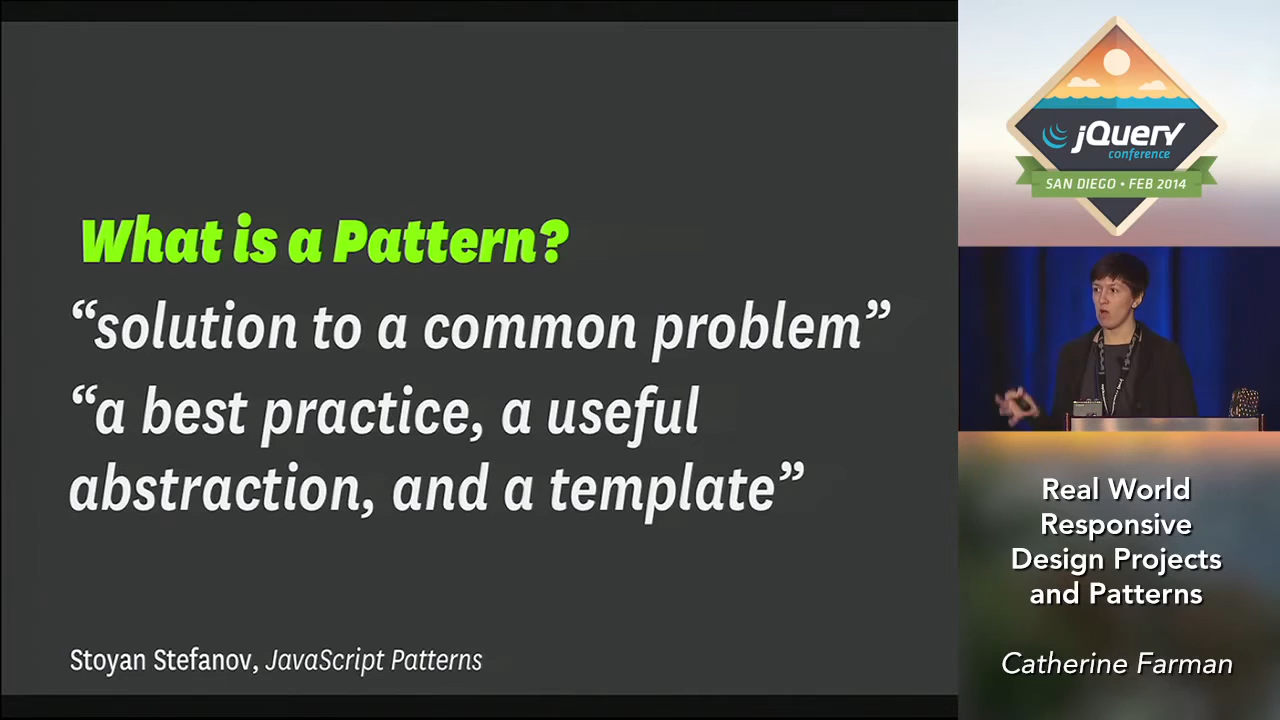 What is a Pattern?
“solution to a common problem”
“a best practice, a useful
abstraction, and a template”
Stoyan Stefanov, JavaScript Patterns
jQuery
conference
SAN DIEGO • FEB 2014
Real World
Responsive
Design Projects
and Patterns
Catherine Farman